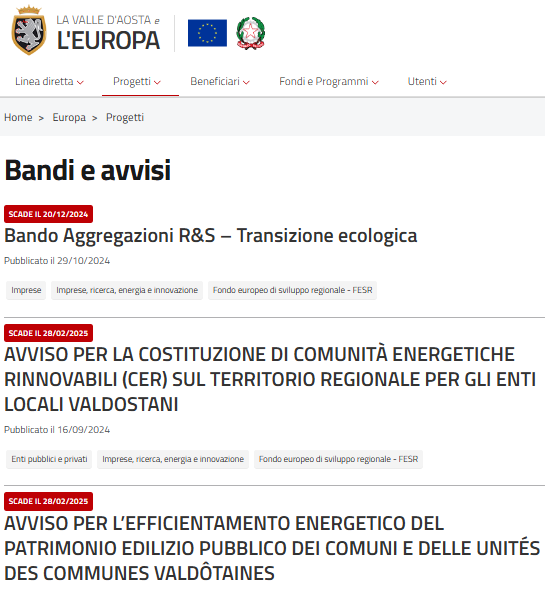 LA VALLE D'AOSTA e
L'EUROPA
Linea diretta
Progetti
Beneficiari
Fondi e Programmi
Utenti
Home > Europa > Progetti
Bandi e avvisi
SCADE IL 20/12/2024
Bando Aggregazioni R&S – Transizione ecologica
Pubblicato il 29/10/2024
Imprese
Imprese, ricerca, energia e innovazione
Fondo europeo di sviluppo regionale - FESR
SCADE IL 28/02/2025
AVVISO PER LA COSTITUZIONE DI COMUNITÀ ENERGETICHE
RINNOVABILI (CER) SUL TERRITORIO REGIONALE PER GLI ENTI
LOCALI VALDOSTANI
Pubblicato il 16/09/2024
Enti pubblici e privati
Imprese, ricerca, energia e innovazione
Fondo europeo di sviluppo regionale - FESR
SCADE IL 28/02/2025
AVVISO PER L’EFFICIENTAMENTO ENERGETICO DEL
PATRIMONIO EDILIZIO PUBBLICO DEI COMUNI E DELLE UNITÉS
DES COMMUNES VALDÔTAINES